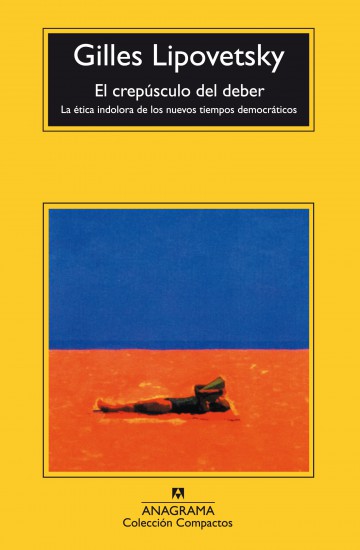 Gilles Lipovetsky
El crepúsculo del deber
La ética indolora de los nuevos tiempos democráticos
ANAGRAMA
Colección Compactos